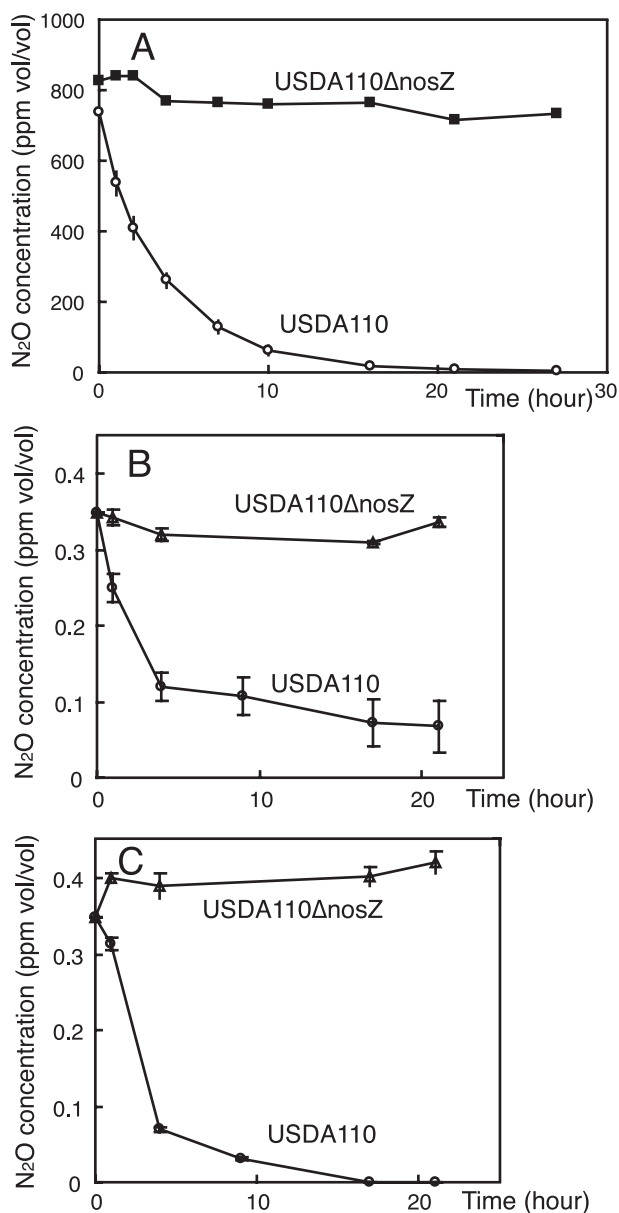 A
N₂O concentration (ppm vol/vol)
1000
800
600
400
200
0
USDA110ΔnosZ
USDA110
0
10
20
30
Time (hour)
B
N₂O concentration (ppm vol/vol)
0.4
0.3
0.2
0.1
0
USDA110ΔnosZ
USDA110
0
10
20
Time (hour)
C
N₂O concentration (ppm vol/vol)
0.4
0.3
0.2
0.1
0
USDA110ΔnosZ
USDA110
0
10
20
Time (hour)